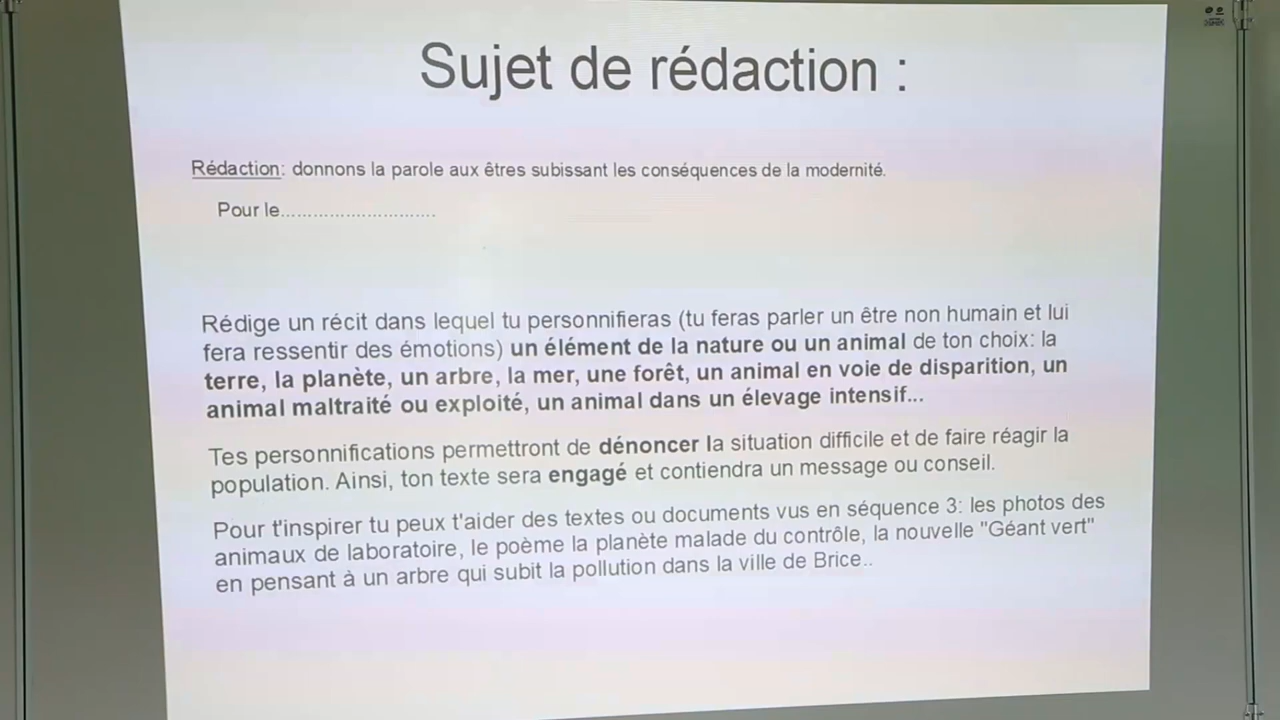 Sujet de rédaction :
Rédaction: donnons la parole aux êtres subissant les conséquences de la modernité.
Pour le............................
Rédige un récit dans lequel tu personnifieras (tu feras parler un être non humain et lui
fera ressentir des émotions) un élément de la nature ou un animal de ton choix: la
terre, la planète, un arbre, la mer, une forêt, un animal en voie de disparition, un
animal maltraité ou exploité, un animal dans un élevage intensif...
Tes personnifications permettront de dénoncer la situation difficile et de faire réagir la
population. Ainsi, ton texte sera engagé et contiendra un message ou conseil.
Pour t'inspirer tu peux t'aider des textes ou documents vus en séquence 3: les photos des
animaux de laboratoire, le poème la planète malade du contrôle, la nouvelle "Géant vert"
en pensant à un arbre qui subit la pollution dans la ville de Brice..